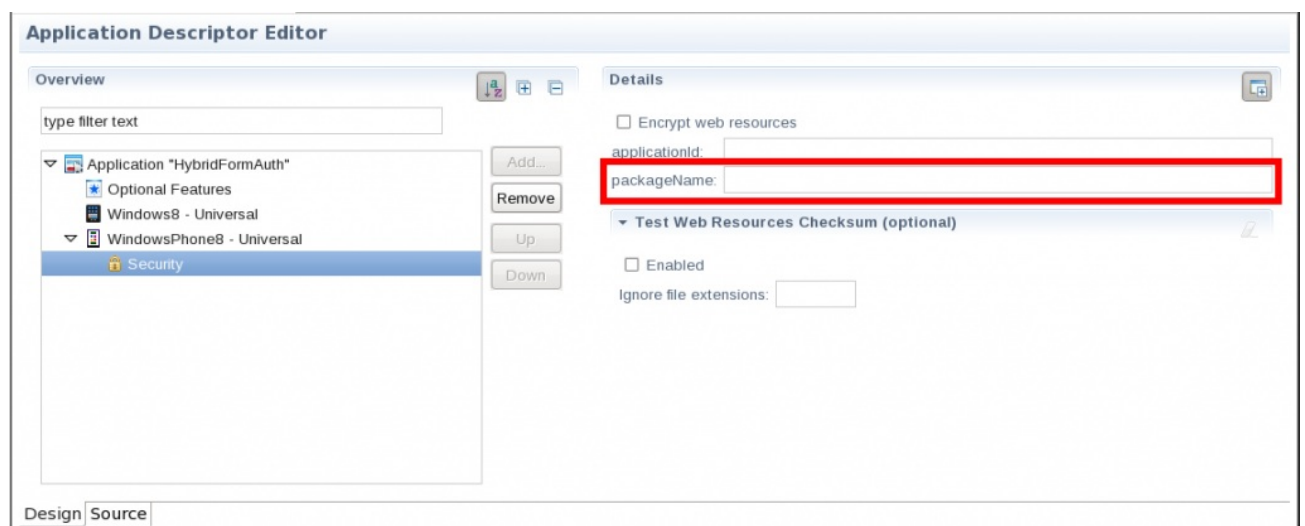 Application Descriptor Editor
Overview
type filter text
Application "HybridFormAuth"
Optional Features
Windows8 - Universal
WindowsPhone8 - Universal
Security
Add...
Remove
Up
Down
Details
Encrypt web resources
applicationId:
packageName:
Test Web Resources Checksum (optional)
Enabled
Ignore file extensions:
Design Source